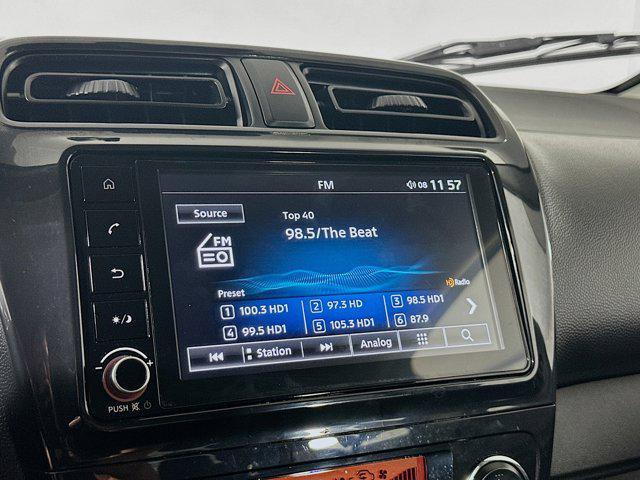 FM
08 11 57
Source
Top 40
98.5/The Beat
FM
HD Radio
Preset
1 100.3 HD1 2 97.3 HD 3 98.5 HD1
4 99.5 HD1 5 105.3 HD1 6 87.9
Station Analog
PUSH